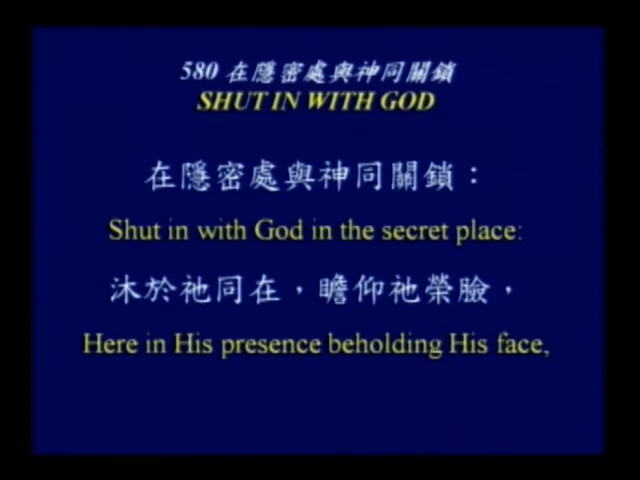 580 在隱密處與神同關鎖
SHUT IN WITH GOD
在隱密處與神同關鎖：
Shut in with God in the secret place:
沐於祂同在，瞻仰祂榮臉，
Here in His presence beholding His face,